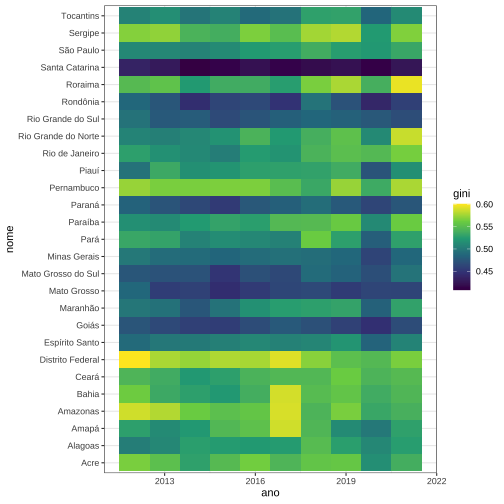 Tocantins
Sergipe
São Paulo
Santa Catarina
Roraima
Rondônia
Rio Grande do Sul
Rio Grande do Norte
Rio de Janeiro
Piauí
Pernambuco
Paraná
Paraíba
Pará
Minas Gerais
Mato Grosso do Sul
Mato Grosso
Maranhão
Goiás
Espírito Santo
Distrito Federal
Ceará
Bahia
Amazonas
Amapá
Alagoas
Acre
nome
2013
2016
2019
2022
ano
gini
0.60
0.55
0.50
0.45